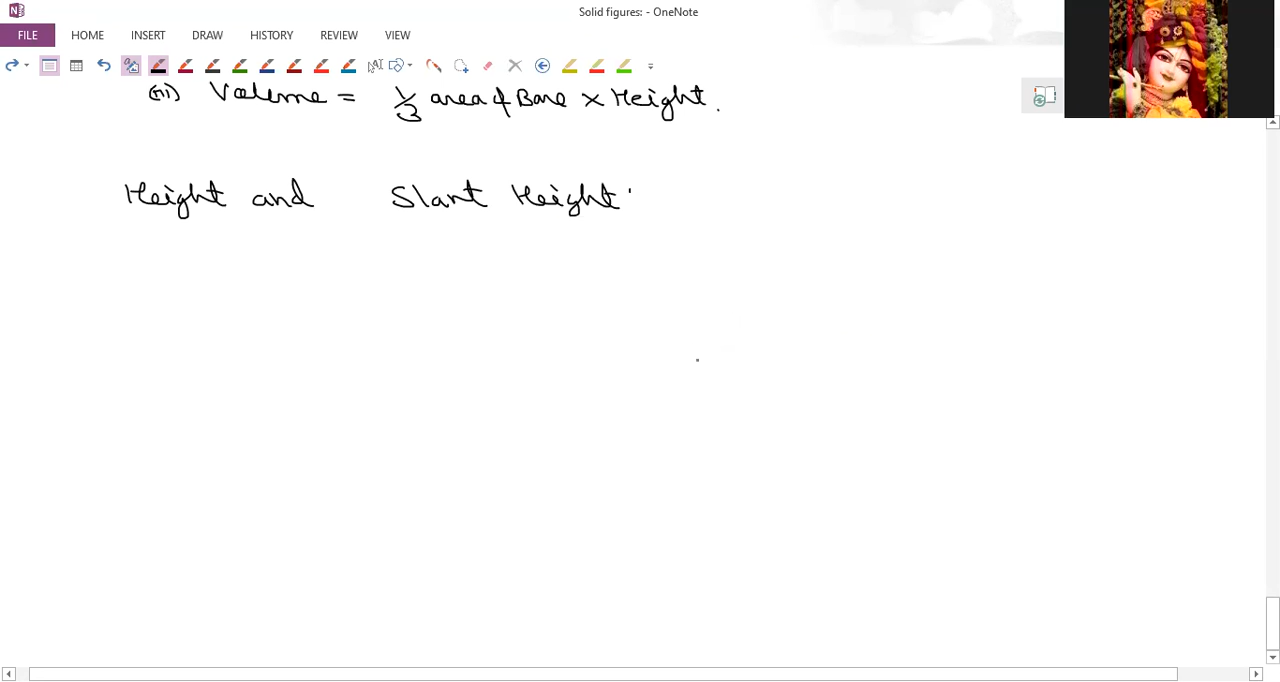 Solid figures: - OneNote
FILE HOME INSERT DRAW HISTORY REVIEW VIEW
(iii) Volume = 1/3 area of Base × Height.
Height and Slant Height